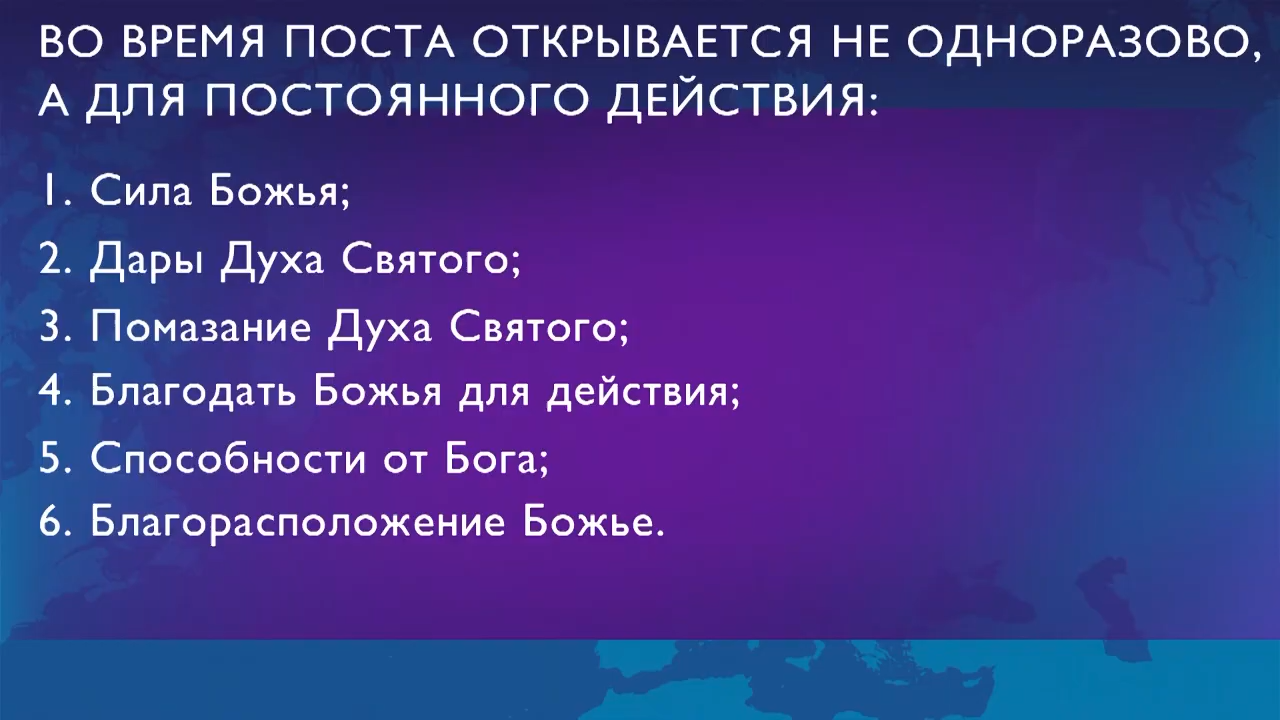 ВО ВРЕМЯ ПОСТА ОТКРЫВАЕТСЯ НЕ ОДНОРАЗОВО,
А ДЛЯ ПОСТОЯННОГО ДЕЙСТВИЯ:
1. Сила Божья;
2. Дары Духа Святого;
3. Помазание Духа Святого;
4. Благодать Божья для действия;
5. Способности от Бога;
6. Благорасположение Божье.